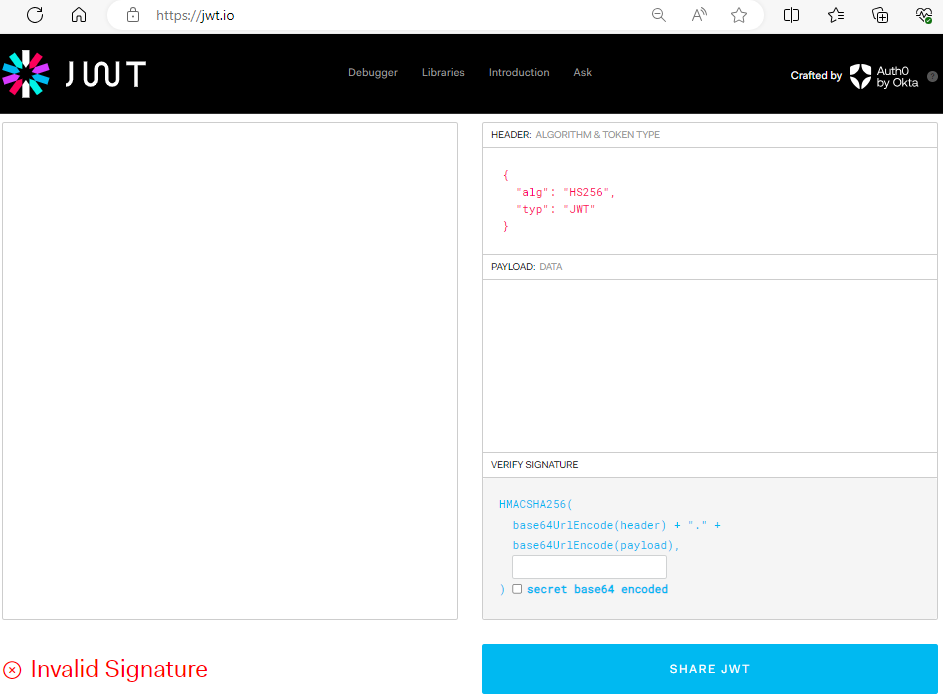 https://jwt.io
JWT
Debugger Libraries Introduction Ask
Crafted by Auth0 by Okta
HEADER: ALGORITHM & TOKEN TYPE
{
"alg": "HS256",
"typ": "JWT"
}
PAYLOAD: DATA
VERIFY SIGNATURE
HMACSHA256(
base64UrlEncode(header) + "." +
base64UrlEncode(payload),
) secret base64 encoded
Invalid Signature
SHARE JWT